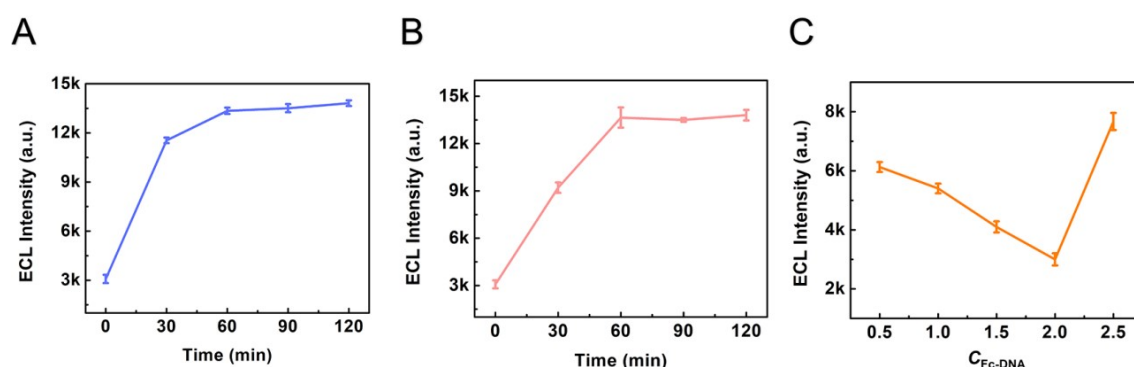 A
ECL Intensity (a.u.)
15k
12k
9k
6k
3k
0 30 60 90 120
Time (min)
B
ECL Intensity (a.u.)
15k
12k
9k
6k
3k
0 30 60 90 120
Time (min)
C
ECL Intensity (a.u.)
8k
6k
4k
2k
0.5 1.0 1.5 2.0 2.5
C Fc-DNA